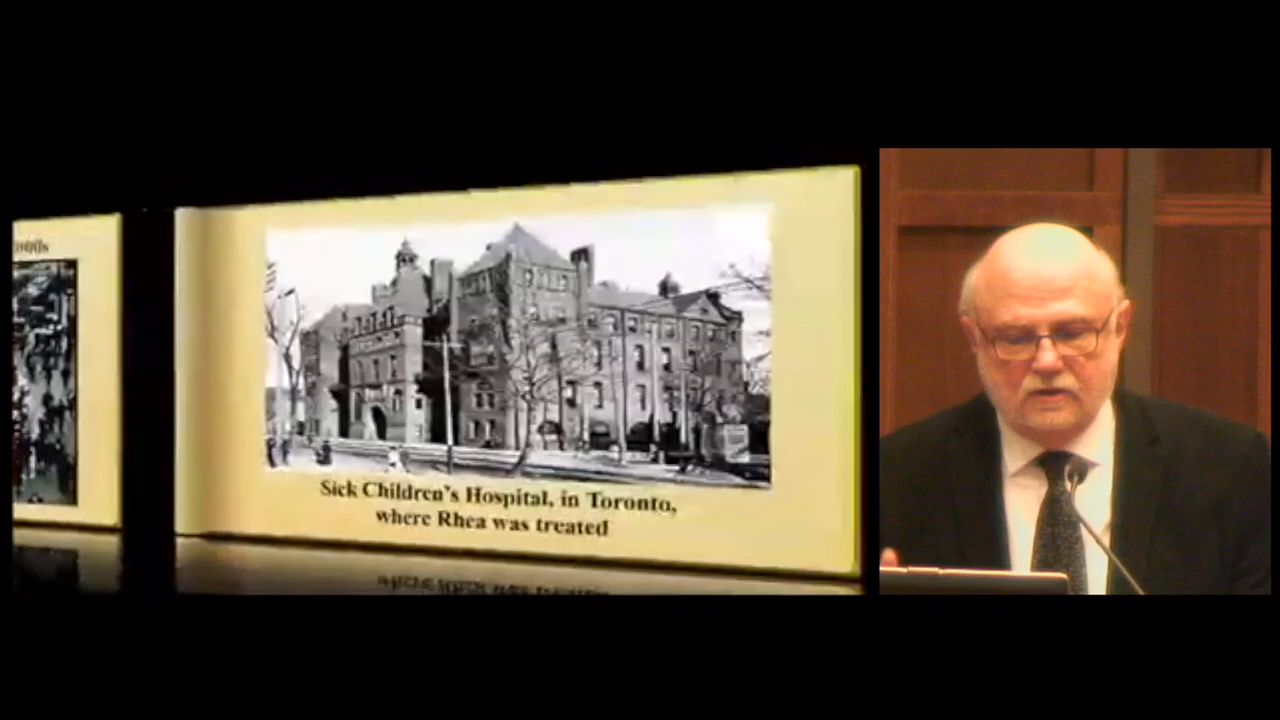 Sick Children's Hospital, in Toronto,
where Rhea was treated